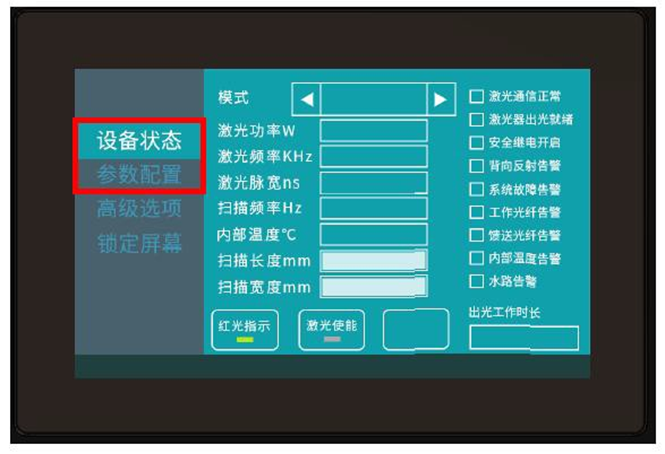 设备状态
参数配置
高级选项
锁定屏幕
模式
激光功率W
激光频率KHz
激光脉宽ns
扫描频率Hz
内部温度℃
扫描长度mm
扫描宽度mm
红光指示
激光使能
激光通信正常
激光器出光就绪
安全继电开启
背向反射告警
系统故障告警
工作光纤告警
馈送光纤告警
内部温度告警
水路告警
出光工作时长